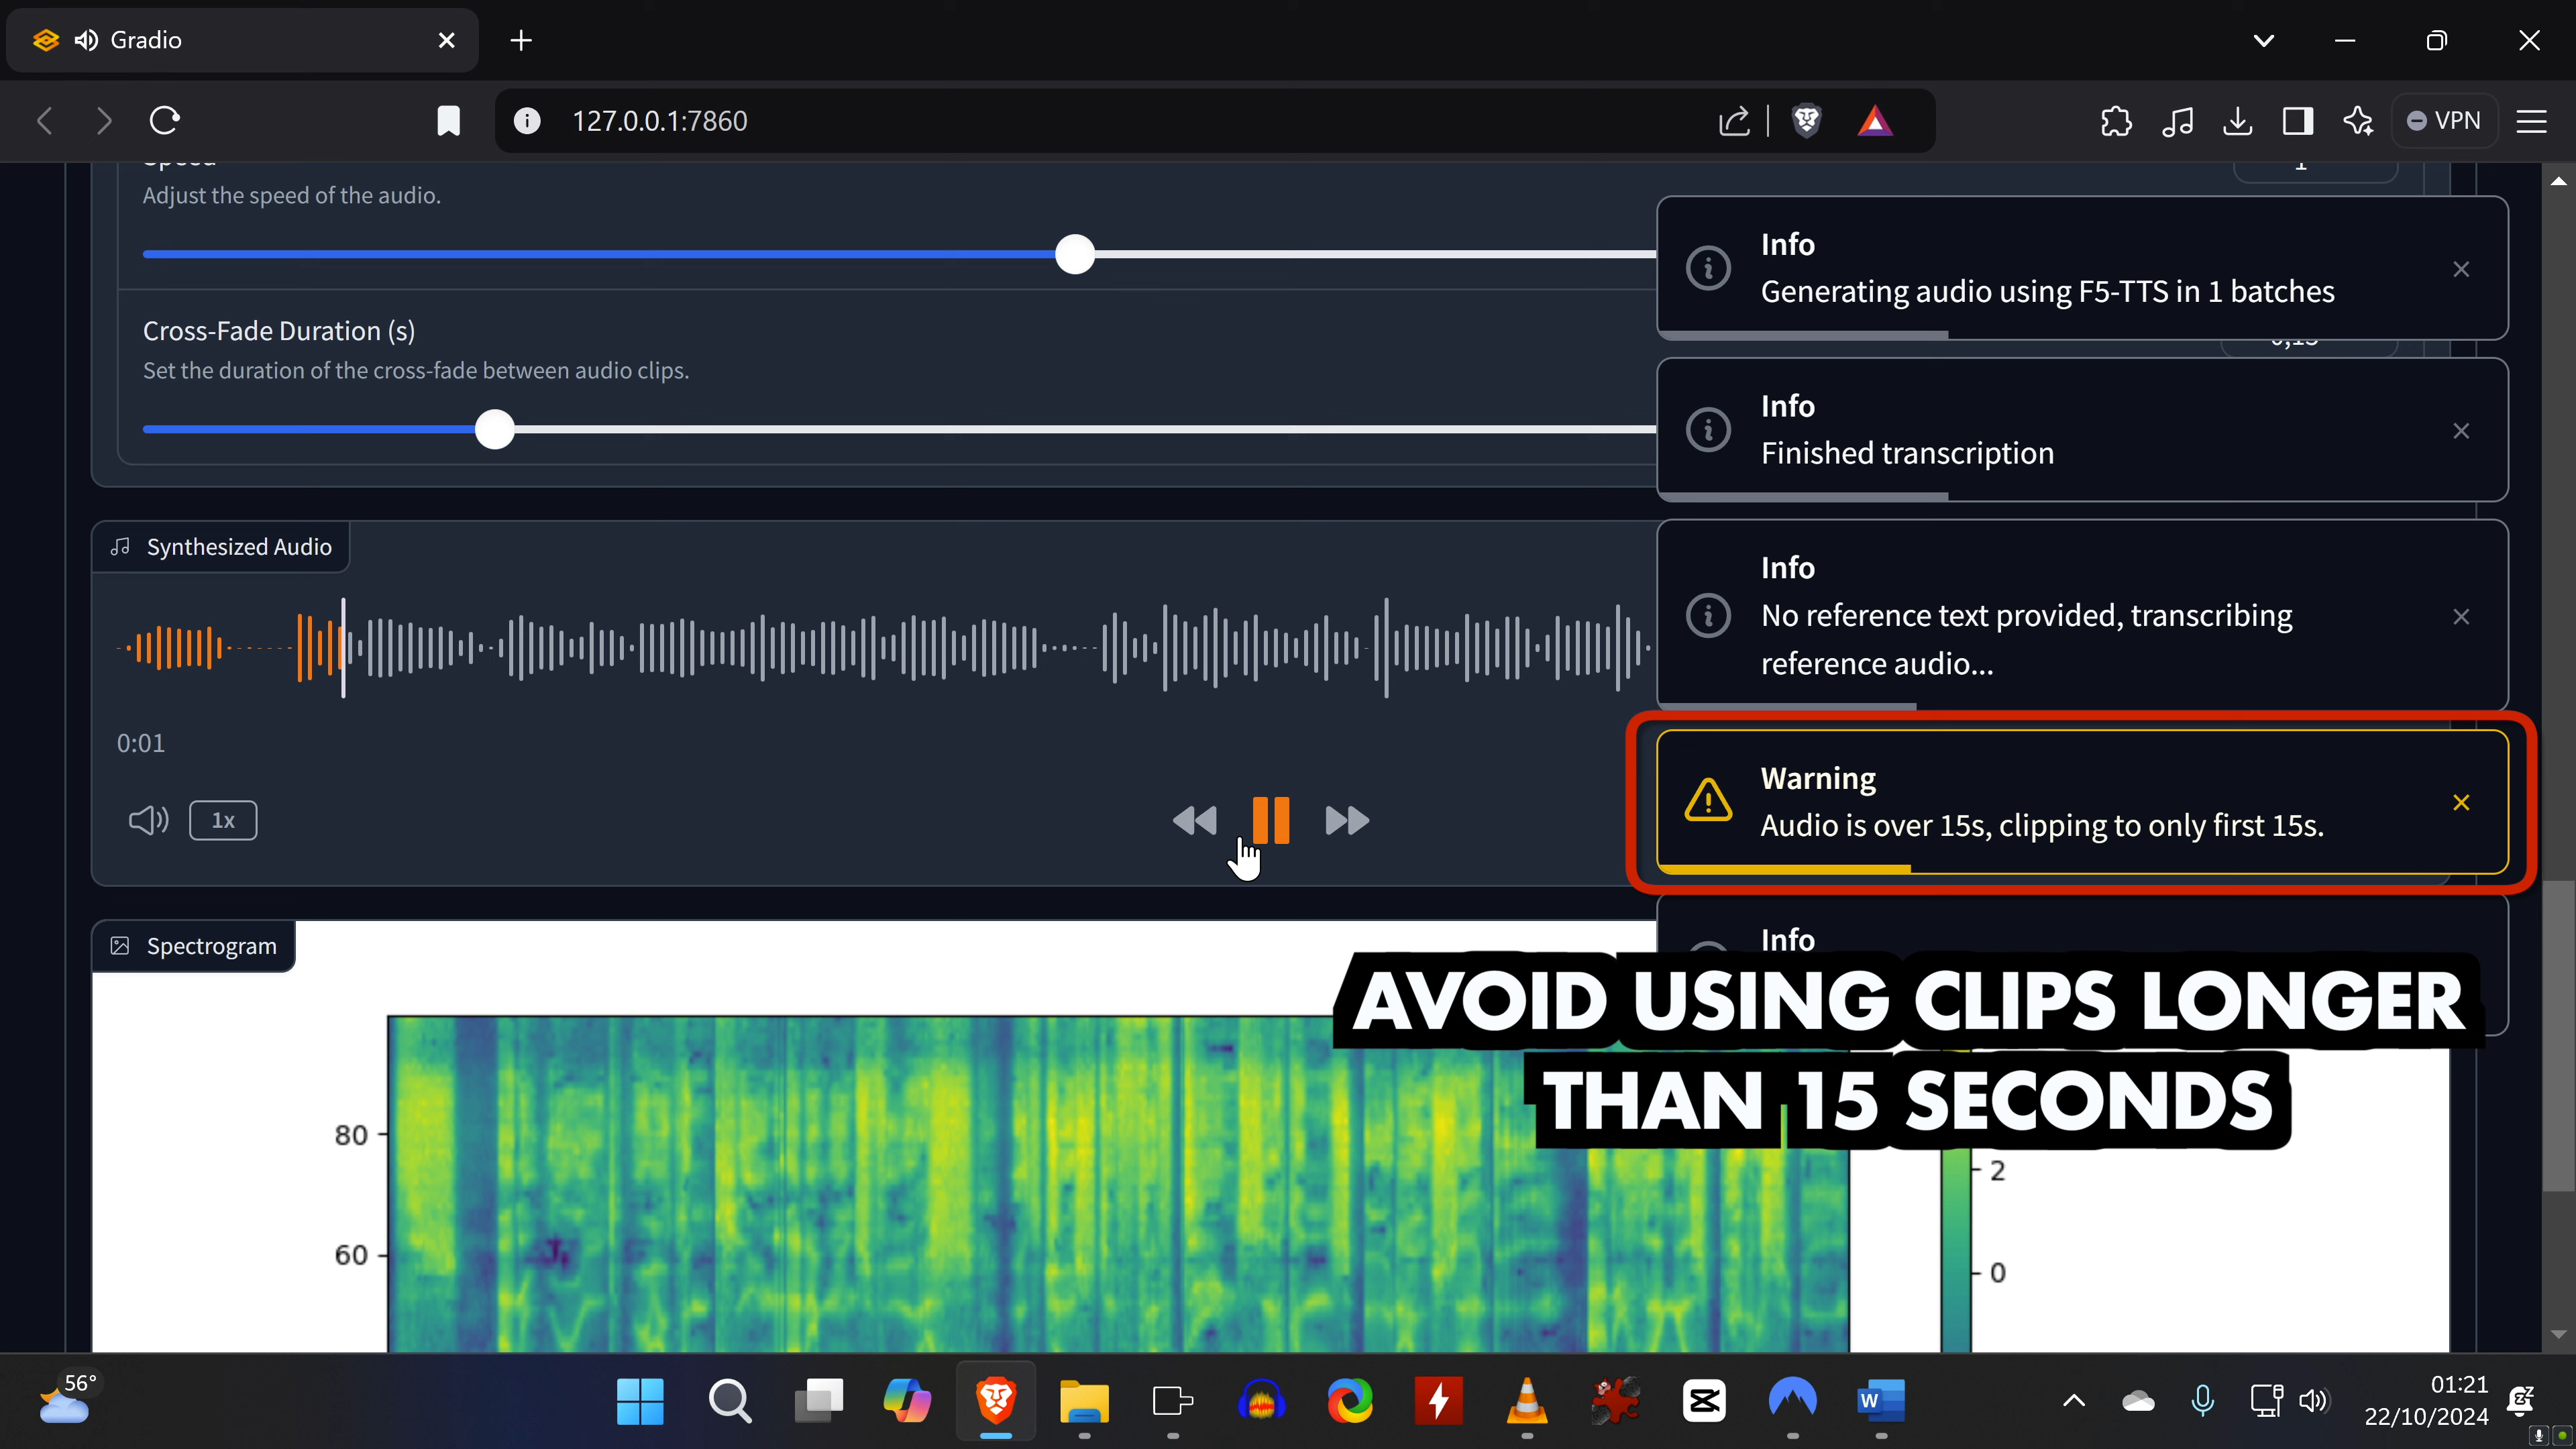 Gradio
127.0.0.1:7860
VPN
Speed
1
Adjust the speed of the audio.
Cross-Fade Duration (s)
0,15
Set the duration of the cross-fade between audio clips.
Info
Generating audio using F5-TTS in 1 batches
Info
Finished transcription
Info
No reference text provided, transcribing
reference audio...
Warning
Audio is over 15s, clipping to only first 15s.
Info
Synthesized Audio
0:01
1x
Spectrogram
AVOID USING CLIPS LONGER
THAN 15 SECONDS
80
60
2
0
56°
W
01:21
22/10/2024